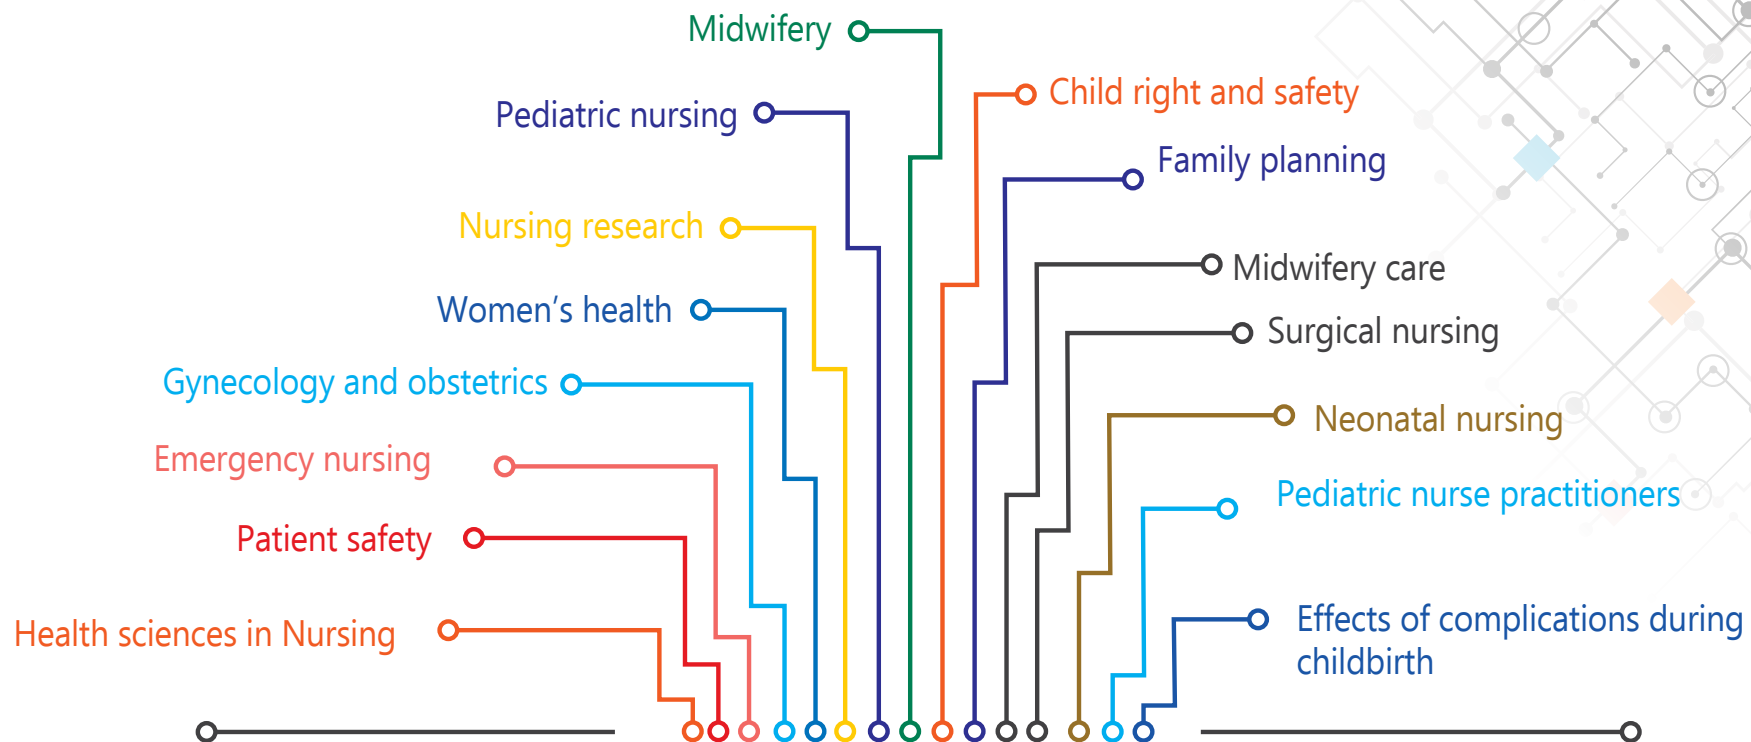 Midwifery
Pediatric nursing
Nursing research
Women's health
Gynecology and obstetrics
Emergency nursing
Patient safety
Health sciences in Nursing
Child right and safety
Family planning
Midwifery care
Surgical nursing
Neonatal nursing
Pediatric nurse practitioners
Effects of complications during
childbirth